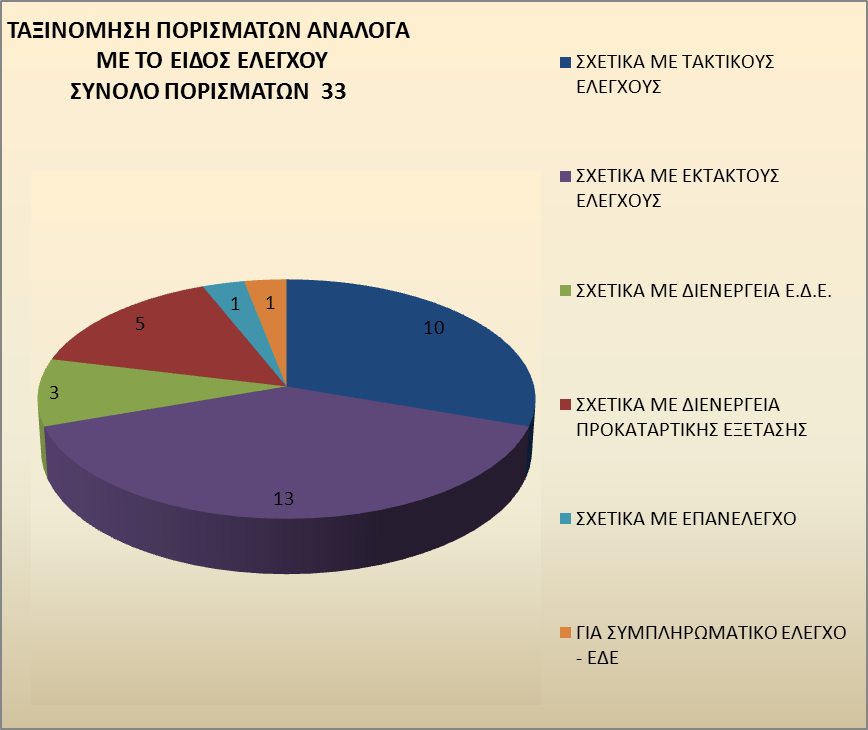 ΤΑΞΙΝΟΜΗΣΗ ΠΟΡΙΣΜΑΤΩΝ ΑΝΑΛΟΓΑ
ΜΕ ΤΟ ΕΙΔΟΣ ΕΛΕΓΧΟΥ
ΣΥΝΟΛΟ ΠΟΡΙΣΜΑΤΩΝ 33
ΣΧΕΤΙΚΑ ΜΕ ΤΑΚΤΙΚΟΥΣ
ΕΛΕΓΧΟΥΣ
ΣΧΕΤΙΚΑ ΜΕ ΕΚΤΑΚΤΟΥΣ
ΕΛΕΓΧΟΥΣ
ΣΧΕΤΙΚΑ ΜΕ ΔΙΕΝΕΡΓΕΙΑ Ε.Δ.Ε.
ΣΧΕΤΙΚΑ ΜΕ ΔΙΕΝΕΡΓΕΙΑ
ΠΡΟΚΑΤΑΡΤΙΚΗΣ ΕΞΕΤΑΣΗΣ
ΣΧΕΤΙΚΑ ΜΕ ΕΠΑΝΕΛΕΓΧΟ
ΓΙΑ ΣΥΜΠΛΗΡΩΜΑΤΙΚΟ ΕΛΕΓΧΟ
- ΕΔΕ
10
13
3
5
1
1